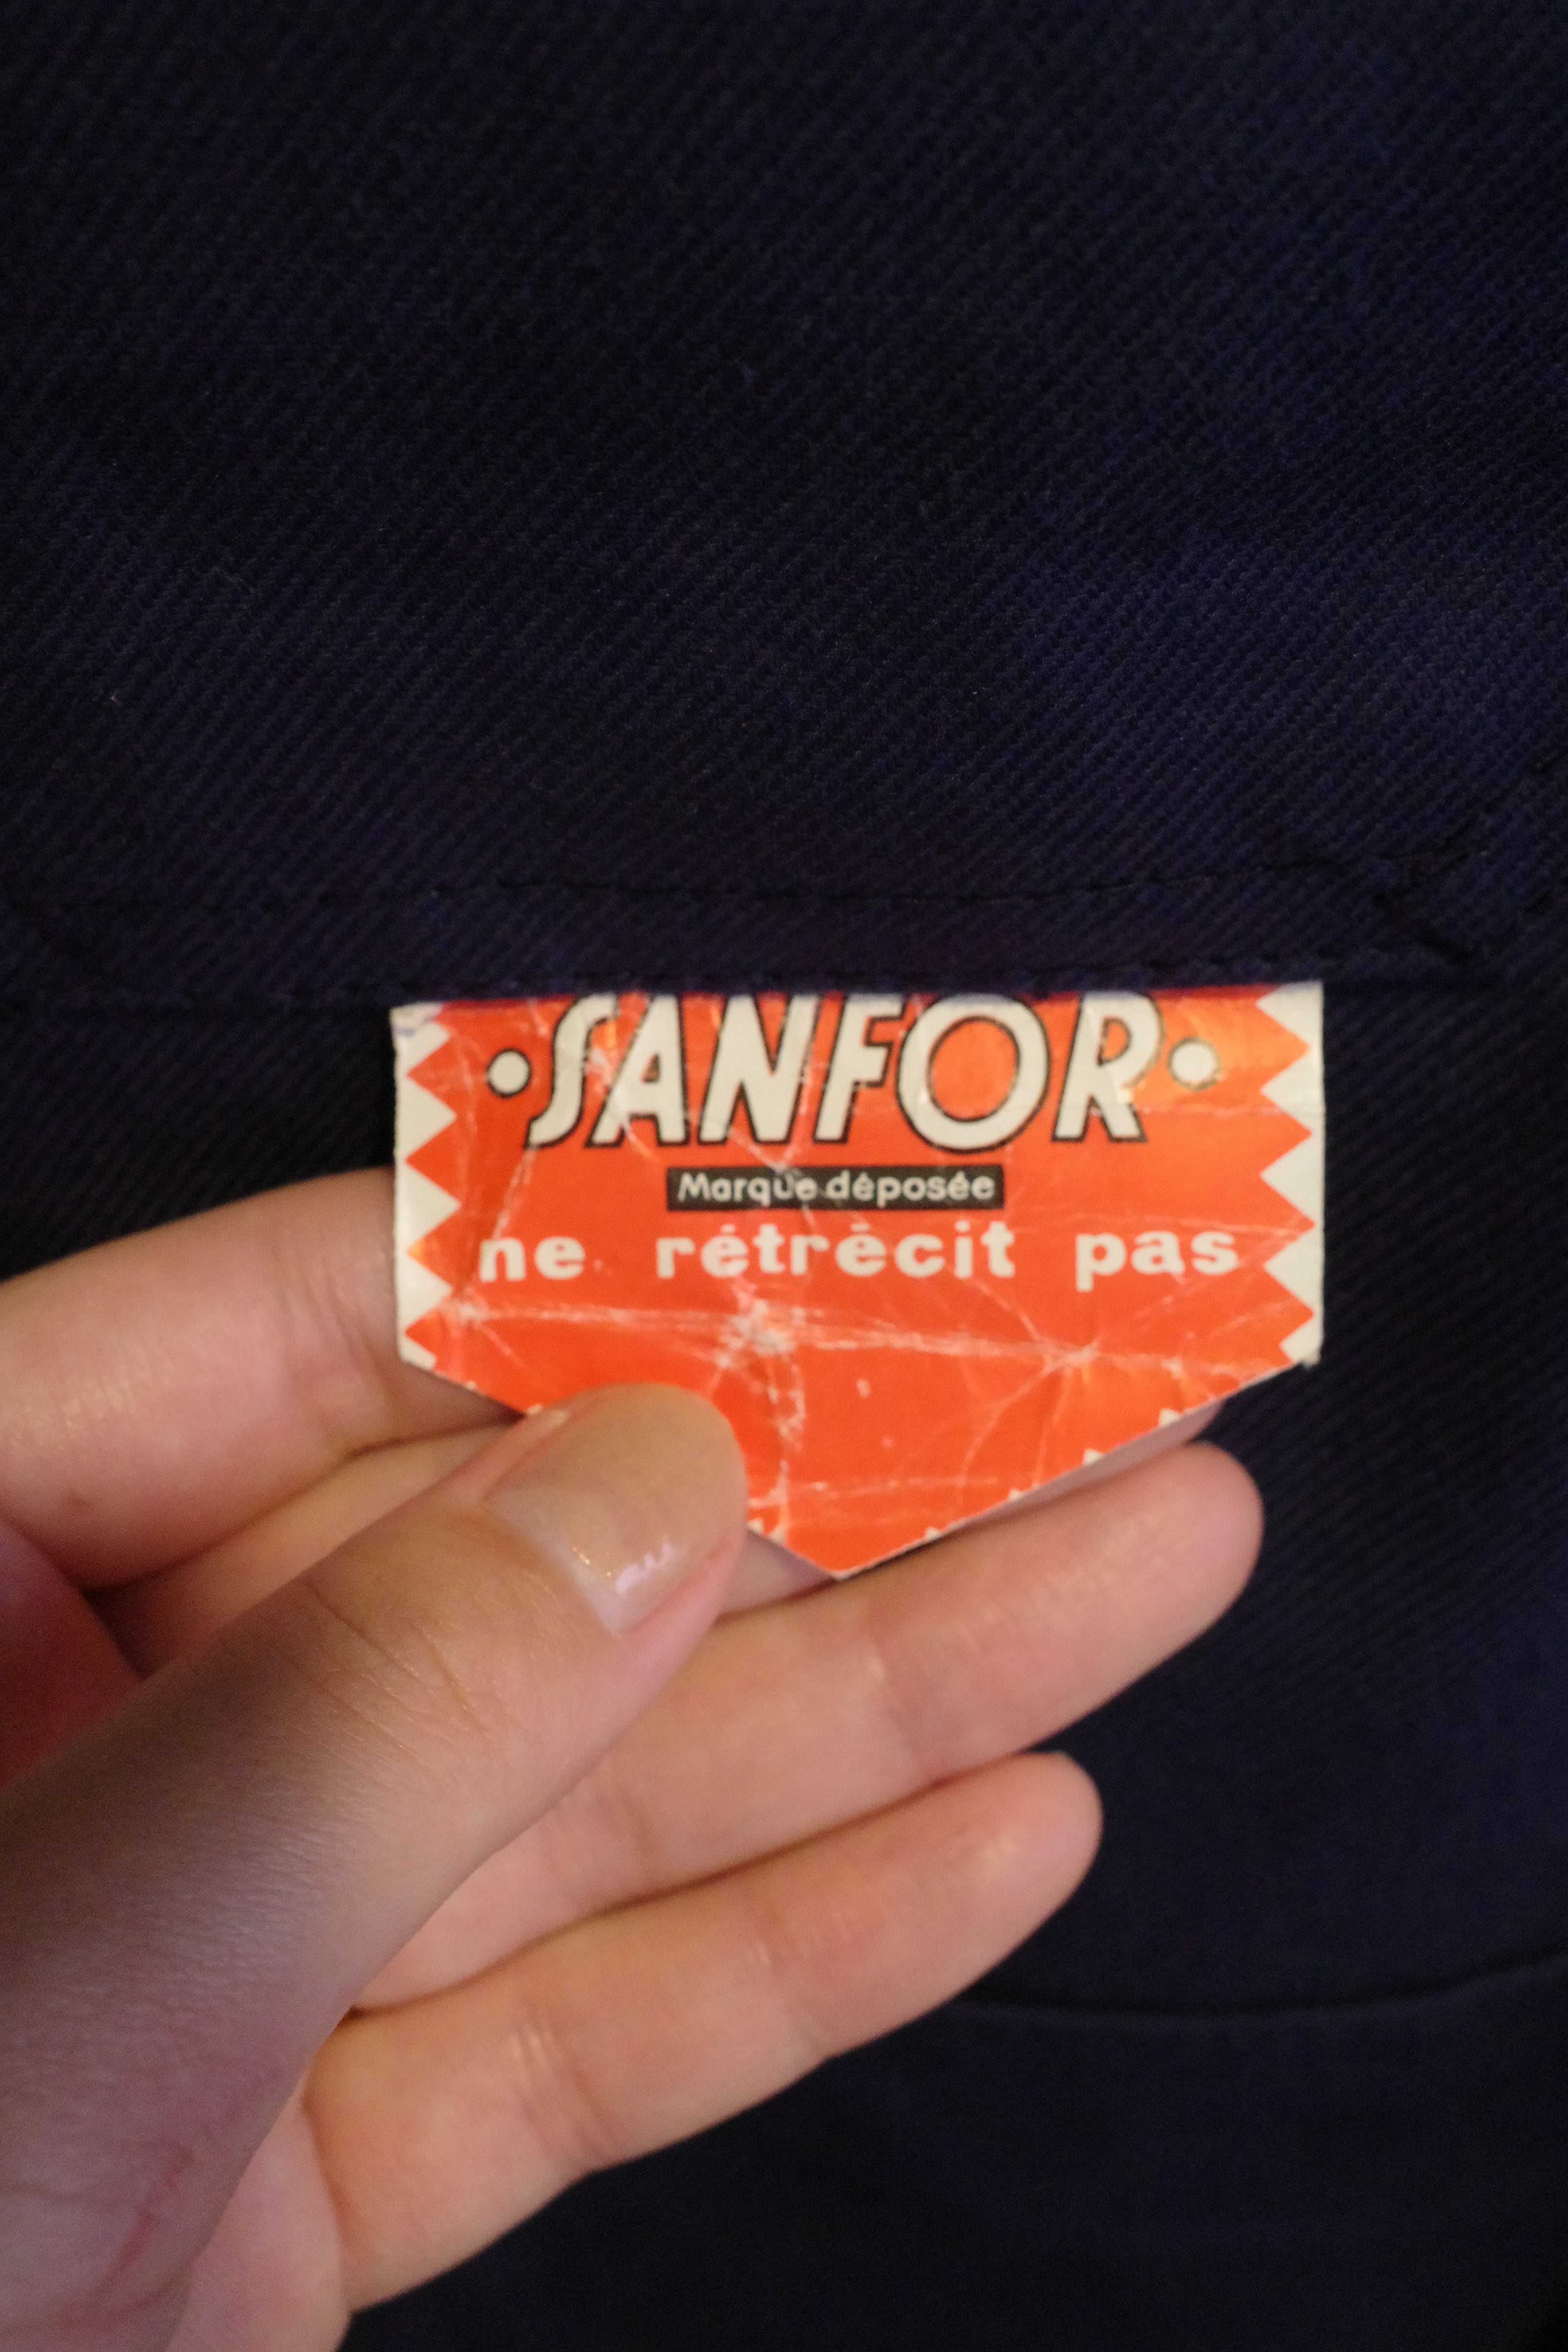 • SANFOR •
Marque déposée
ne rétrécit pas